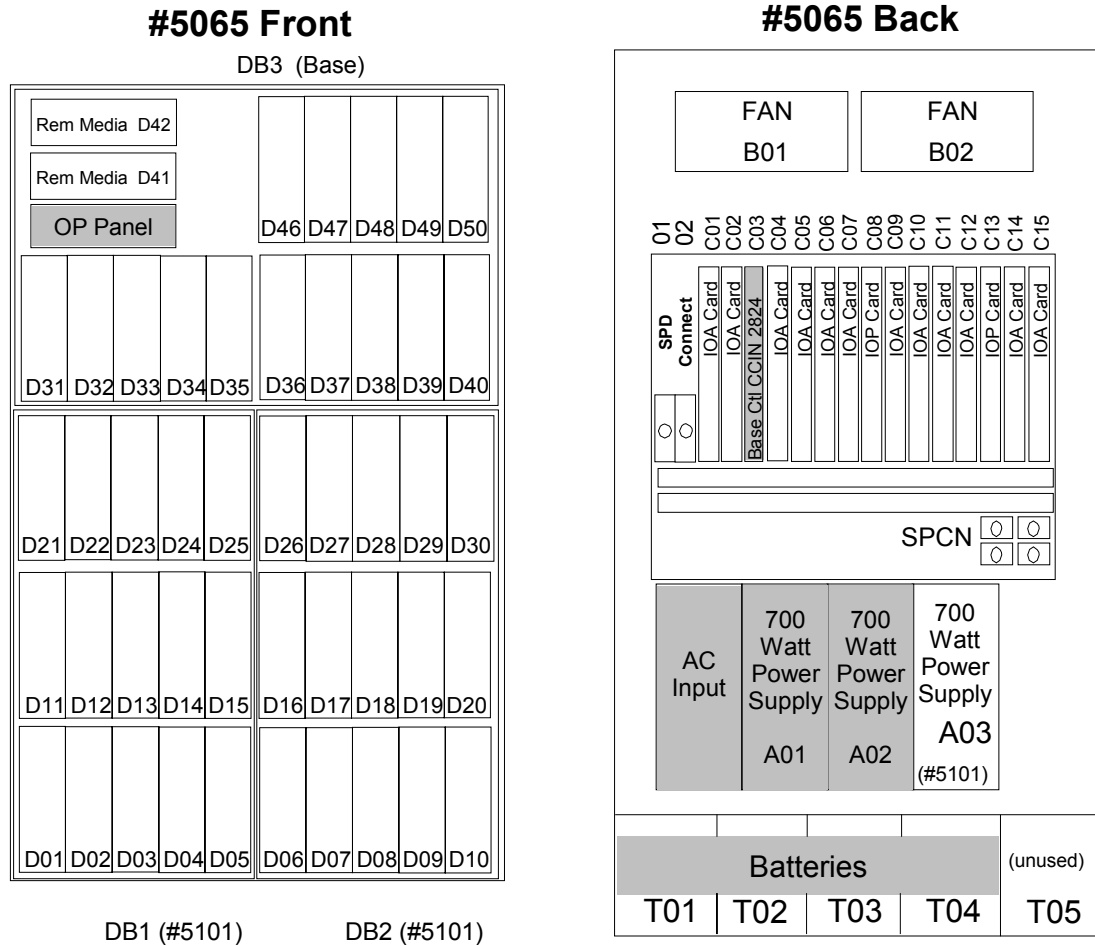 #5065 Front
DB3 (Base)
Rem Media D42
Rem Media D41
OP Panel
D46 D47 D48 D49 D50
D31 D32 D33 D34 D35 D36 D37 D38 D39 D40
D21 D22 D23 D24 D25 D26 D27 D28 D29 D30
D11 D12 D13 D14 D15 D16 D17 D18 D19 D20
D01 D02 D03 D04 D05 D06 D07 D08 D09 D10
DB1 (#5101) DB2 (#5101)
#5065 Back
FAN
B01
FAN
B02
01
02
C01
C02
C03
C04
C05
C06
C07
C08
C09
C10
C11
C12
C13
C14
C15
SPD
Connect
IOA Card
IOA Card
Base Ctl CCIN 2824
IOA Card
IOA Card
IOA Card
IOA Card
IOP Card
IOA Card
IOA Card
IOA Card
IOA Card
IOP Card
IOA Card
IOA Card
SPCN
AC
Input
700
Watt
Power
Supply
A01
700
Watt
Power
Supply
A02
700
Watt
Power
Supply
A03
(#5101)
Batteries
(unused)
T01 T02 T03 T04 T05